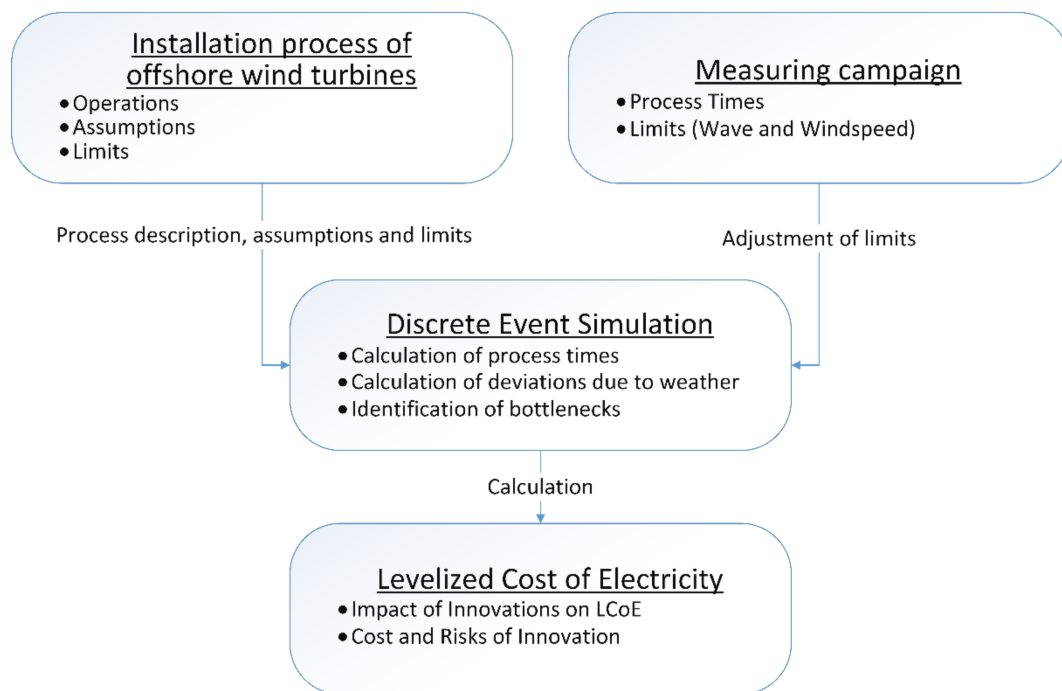 Installation process of
offshore wind turbines
• Operations
• Assumptions
• Limits
Measuring campaign
• Process Times
• Limits (Wave and Windspeed)
Process description, assumptions and limits
Adjustment of limits
Discrete Event Simulation
• Calculation of process times
• Calculation of deviations due to weather
• Identification of bottlenecks
Calculation
Levelized Cost of Electricity
• Impact of Innovations on LCoE
• Cost and Risks of Innovation